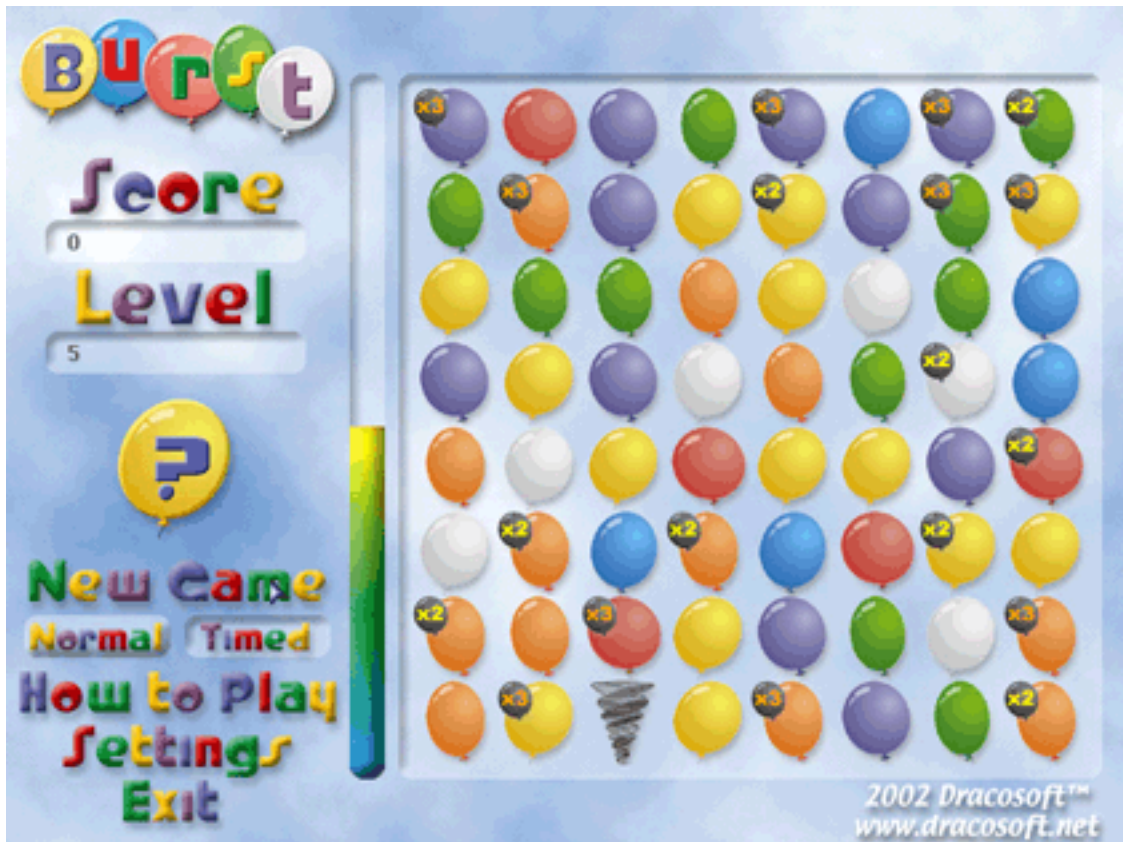 Burst
Score
0
Level
5
?
New Game
Normal Timed
How to Play
Settings
Exit
x3 x3 x3 x2
x3 x2 x3 x3
x2
x2
x2 x2 x2
x2 x3 x3
x3 x3 x2
2002 Dracosoft™
www.dracosoft.net